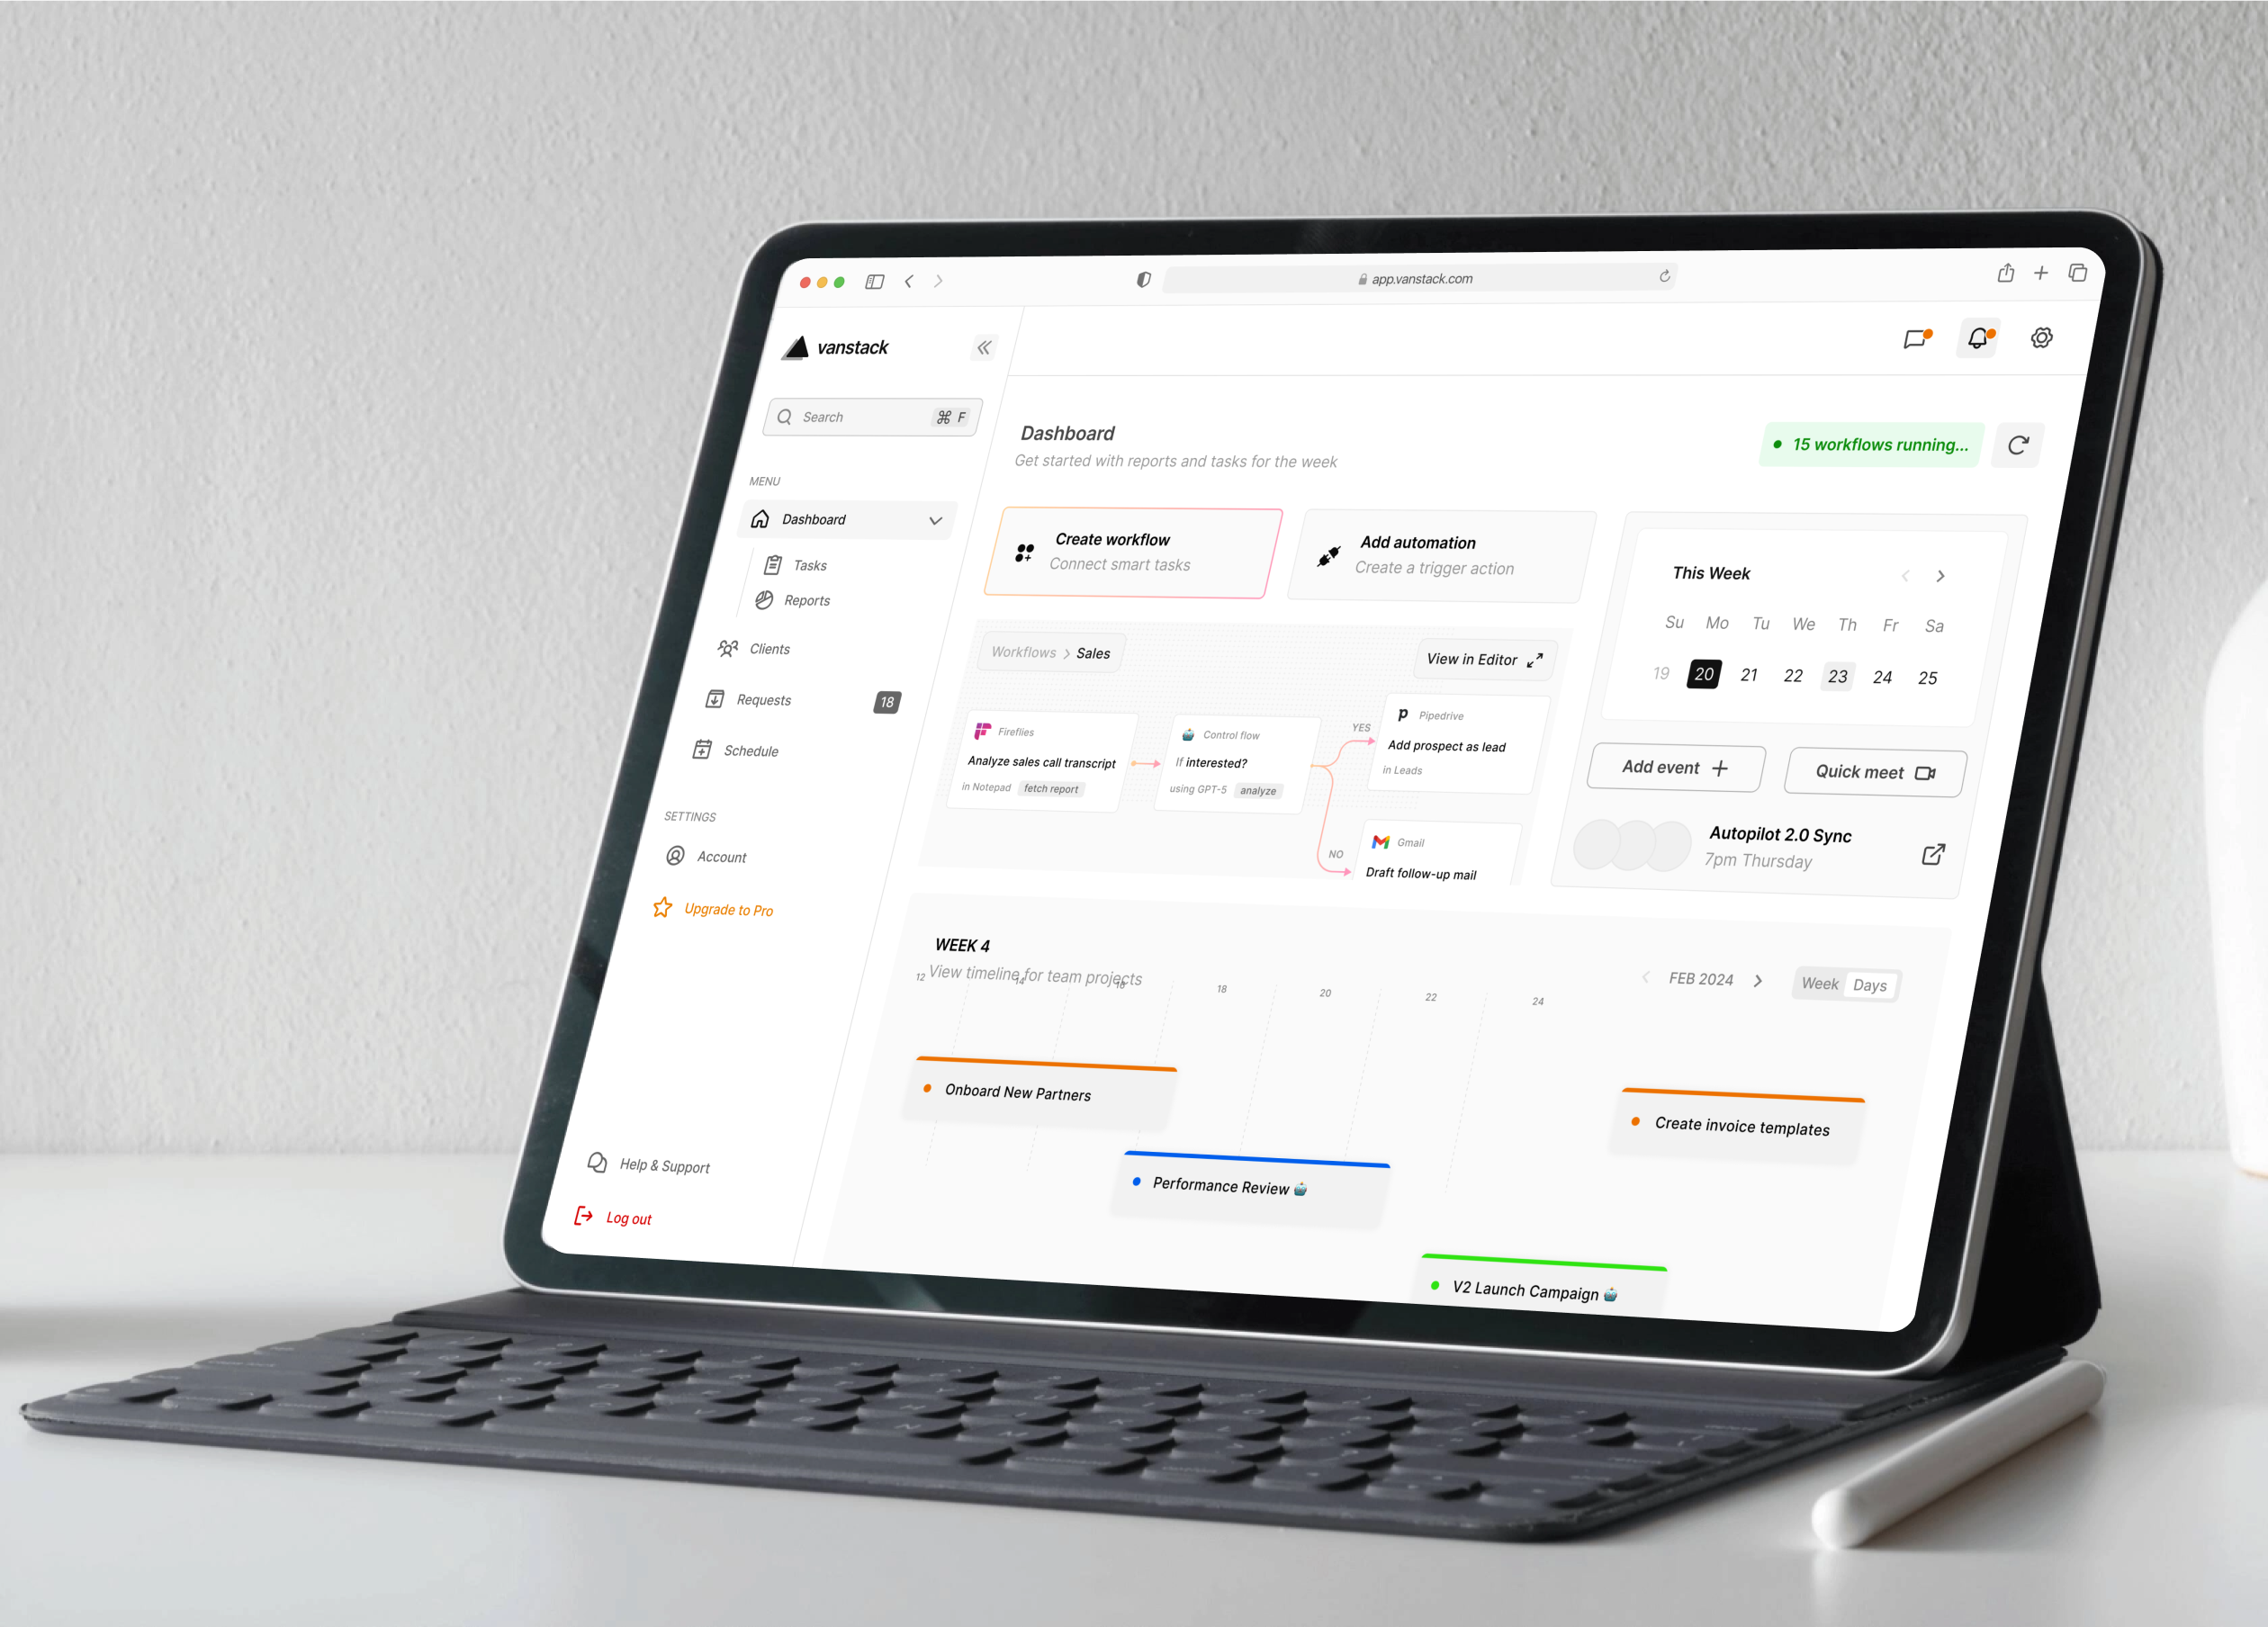 app.vanstack.com
vanstack
Search
⌘ F
MENU
Dashboard
Tasks
Reports
Clients
Requests
18
Schedule
SETTINGS
Account
Upgrade to Pro
Help & Support
Log out
Dashboard
Get started with reports and tasks for the week
15 workflows running...
Create workflow
Connect smart tasks
Add automation
Create a trigger action
Workflows > Sales
View in Editor
Fireflies
Analyze sales call transcript
in Notepad fetch report
Control flow
If interested?
using GPT-5 analyze
YES
NO
Pipedrive
Add prospect as lead
in Leads
Gmail
Draft follow-up mail
This Week
Su Mo Tu We Th Fr Sa
19 20 21 22 23 24 25
Add event +
Quick meet
Autopilot 2.0 Sync
7pm Thursday
WEEK 4
View timeline for team projects
FEB 2024
Week Days
12 14 16 18 20 22 24
Onboard New Partners
Create invoice templates
Performance Review
V2 Launch Campaign